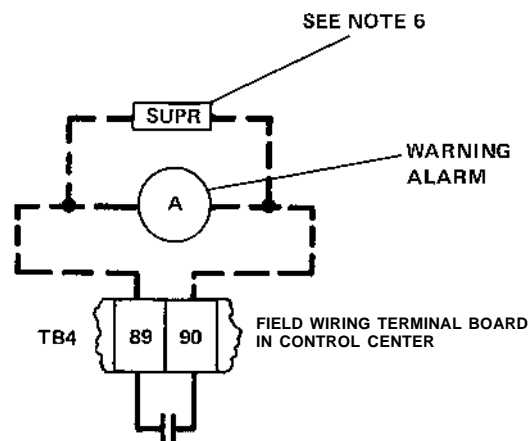 SEE NOTE 6
SUPR
WARNING
ALARM
A
TB4
89
90
FIELD WIRING TERMINAL BOARD
IN CONTROL CENTER